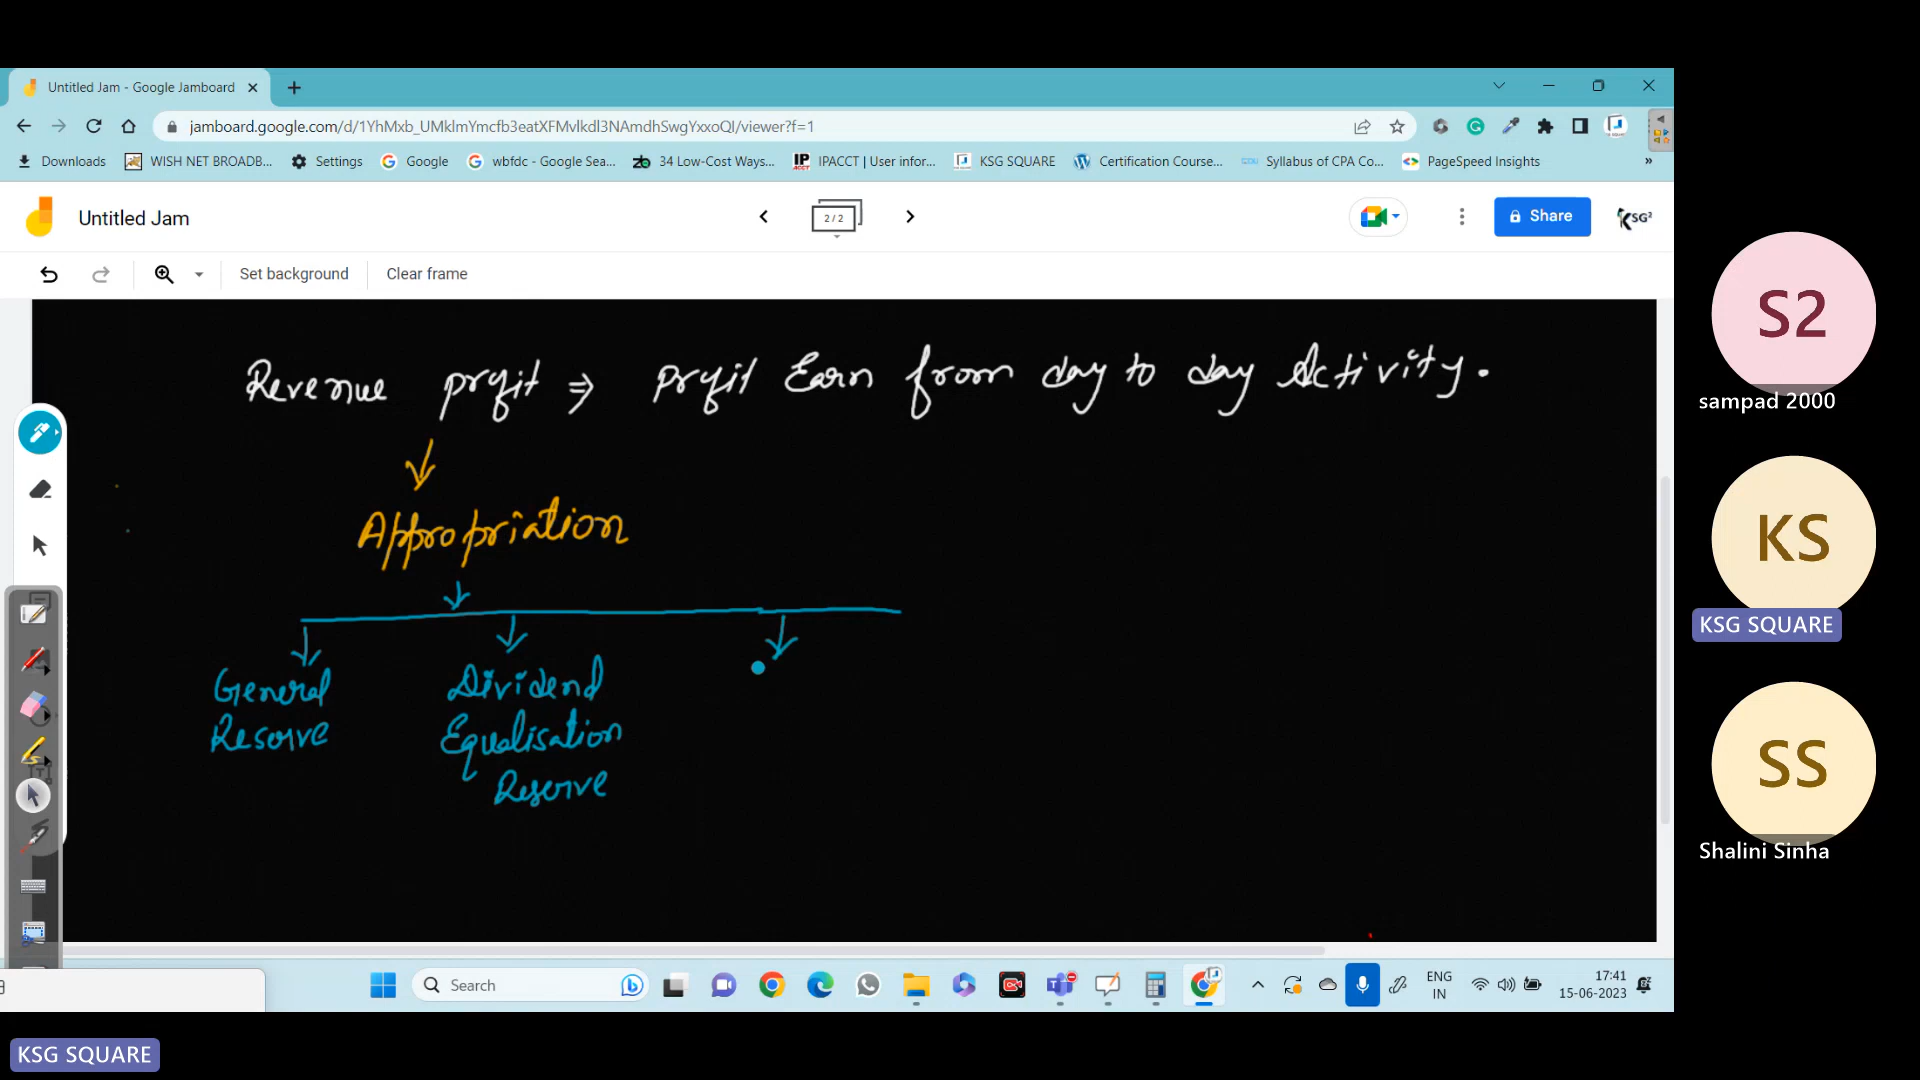 Untitled Jam - Google Jamboard
jamboard.google.com/d/1YhMxb_UMklmYmcfb3eatXFMvlkdl3NAmdhSwgYxxoQI/viewer?f=1
Downloads WISH NET BROADB... Settings Google wbfdc - Google Sea... 34 Low-Cost Ways... IPACCT | User infor... KSG SQUARE Certification Course... Syllabus of CPA Co... PageSpeed Insights »
Untitled Jam
2 / 2
Share
KSG²
Set background Clear frame
Revenue profit ⇒ profit Earn from day to day Activity.
Appropriation
General
Reserve
Dividend
Equalisation
Reserve
S2
sampad 2000
KS
KSG SQUARE
SS
Shalini Sinha
Search
ENG
IN
17:41
15-06-2023
KSG SQUARE